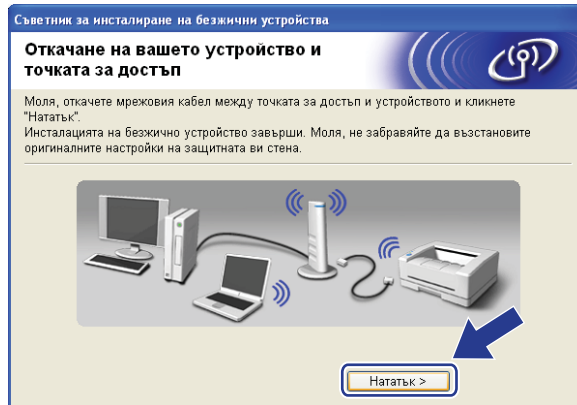 Съветник за инсталиране на безжични устройства
Откачане на вашето устройство и
точката за достъп
Моля, откачете мрежовия кабел между точката за достъп и устройството и кликнете
"Нататък".
Инсталацията на безжично устройство завърши. Моля, не забравяйте да възстановите
оригиналните настройки на защитната ви стена.
Нататък >